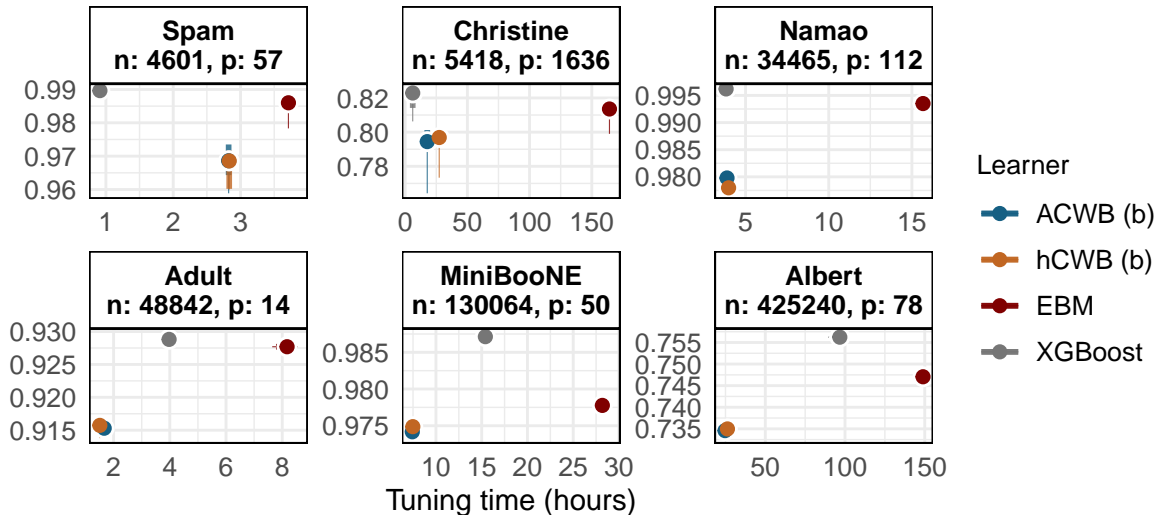 Spam
n: 4601, p: 57
0.99
0.98
0.97
0.96
1 2 3
Christine
n: 5418, p: 1636
0.82
0.80
0.78
0 50 100 150
Namao
n: 34465, p: 112
0.995
0.990
0.985
0.980
5 10 15
Adult
n: 48842, p: 14
0.930
0.925
0.920
0.915
2 4 6 8
MiniBooNE
n: 130064, p: 50
0.985
0.980
0.975
10 15 20 25 30
Albert
n: 425240, p: 78
0.755
0.750
0.745
0.740
0.735
50 100 150
Tuning time (hours)
Learner
ACWB (b)
hCWB (b)
EBM
XGBoost